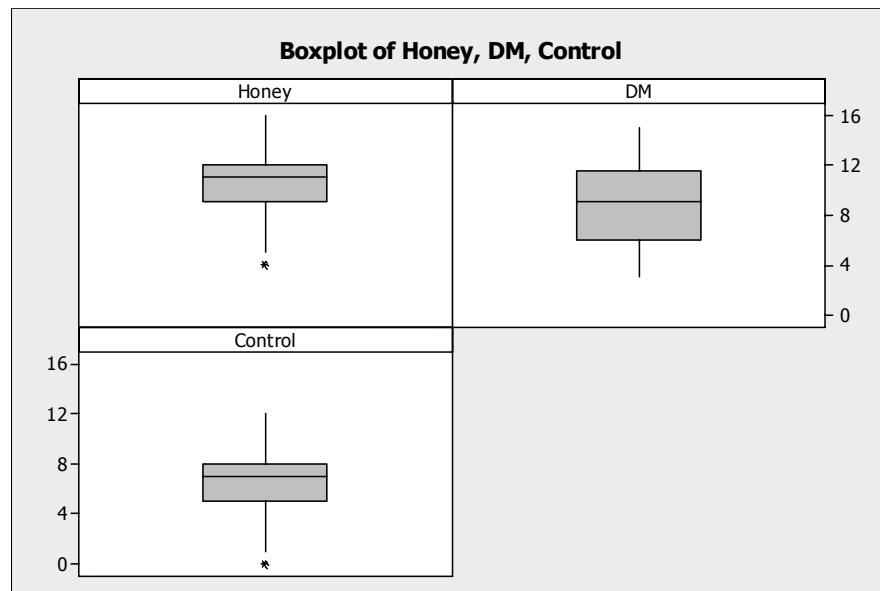 Boxplot of Honey, DM, Control
Honey
DM
16
12
8
4
0
Control
16
12
8
4
0